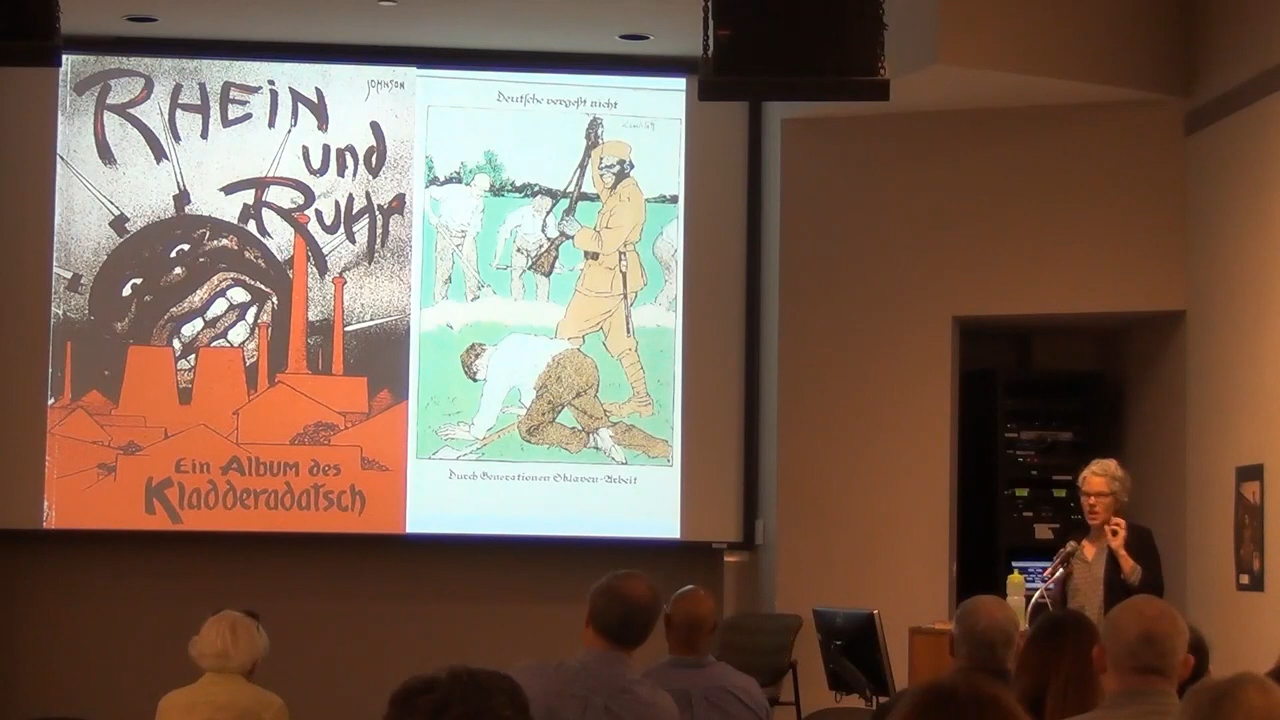 RHEiN
JOHNSON
und
RUHr
Ein Album des
Kladderadatsch
Deutsche vergeßt nicht
Durch Generationen Sklaven-Arbeit